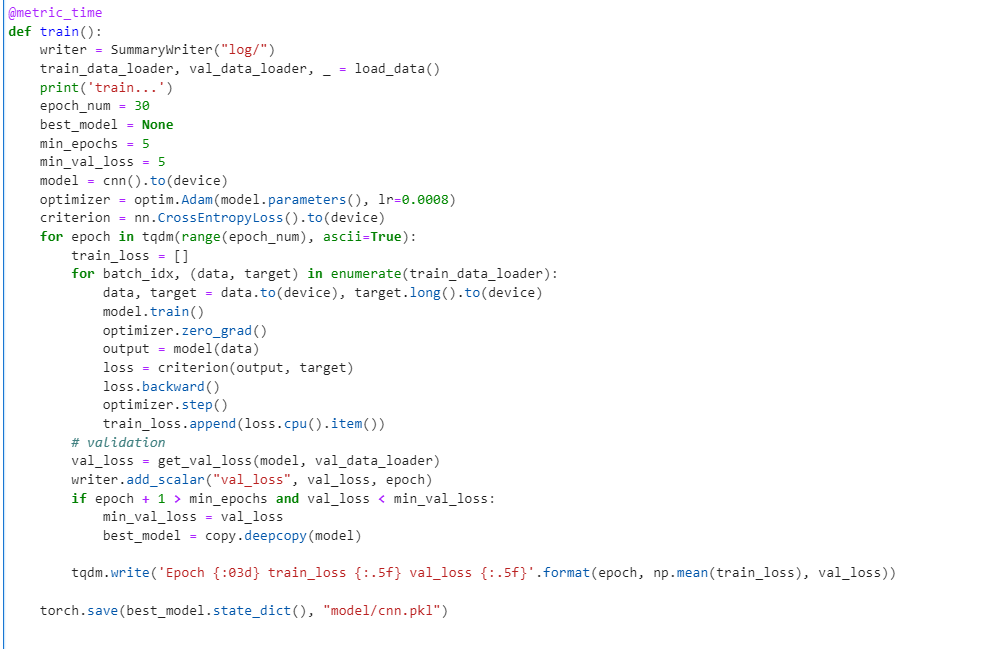 @metric_time
def train():
    writer = SummaryWriter("log/")
    train_data_loader, val_data_loader, _ = load_data()
    print('train...')
    epoch_num = 30
    best_model = None
    min_epochs = 5
    min_val_loss = 5
    model = cnn().to(device)
    optimizer = optim.Adam(model.parameters(), lr=0.0008)
    criterion = nn.CrossEntropyLoss().to(device)
    for epoch in tqdm(range(epoch_num), ascii=True):
        train_loss = []
        for batch_idx, (data, target) in enumerate(train_data_loader):
            data, target = data.to(device), target.long().to(device)
            model.train()
            optimizer.zero_grad()
            output = model(data)
            loss = criterion(output, target)
            loss.backward()
            optimizer.step()
            train_loss.append(loss.cpu().item())
        # validation
        val_loss = get_val_loss(model, val_data_loader)
        writer.add_scalar("val_loss", val_loss, epoch)
        if epoch + 1 > min_epochs and val_loss < min_val_loss:
            min_val_loss = val_loss
            best_model = copy.deepcopy(model)

        tqdm.write('Epoch {:03d} train_loss {:.5f} val_loss {:.5f}'.format(epoch, np.mean(train_loss), val_loss))

    torch.save(best_model.state_dict(), "model/cnn.pkl")